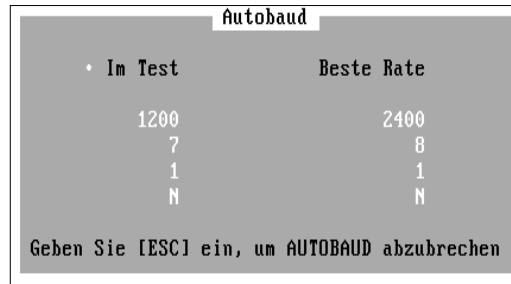 Autobaud
· Im Test Beste Rate
1200 2400
7 8
1 1
N N
Geben Sie [ESC] ein, um AUTOBAUD abzubrechen